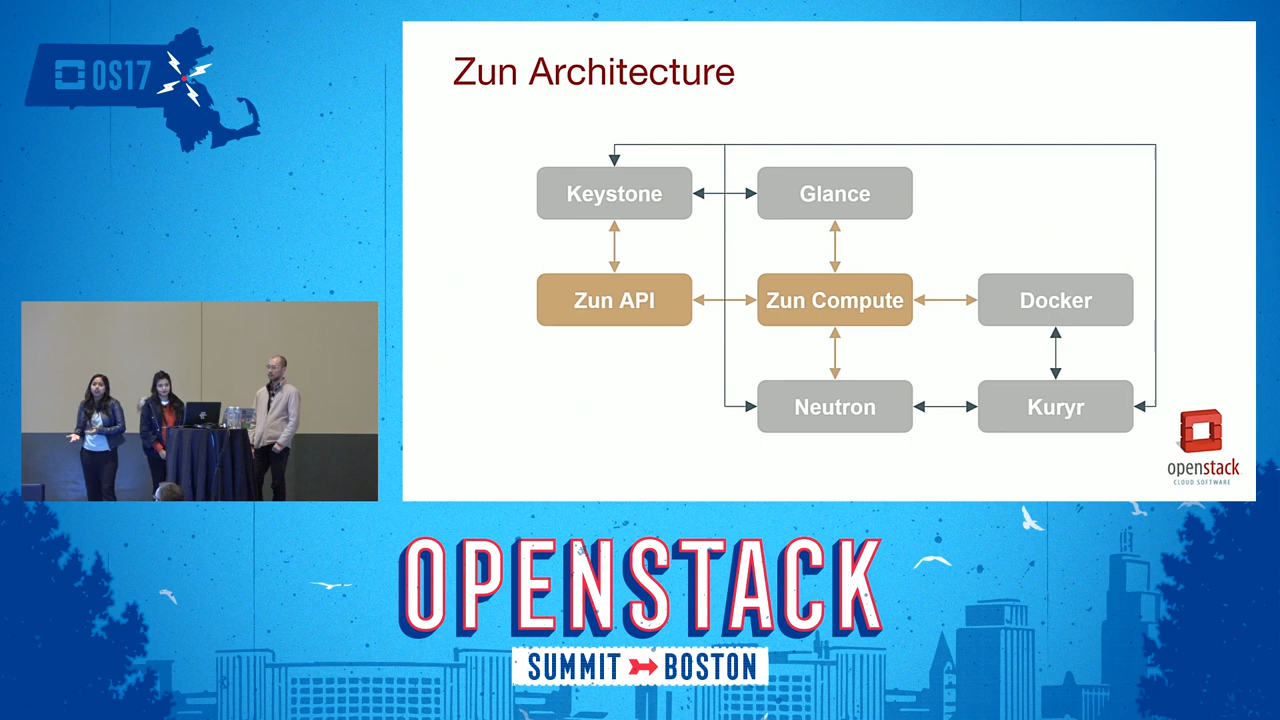 OS17
Zun Architecture
Keystone
Glance
Zun API
Zun Compute
Docker
Neutron
Kuryr
openstack
CLOUD SOFTWARE
OPENSTACK
SUMMIT BOSTON